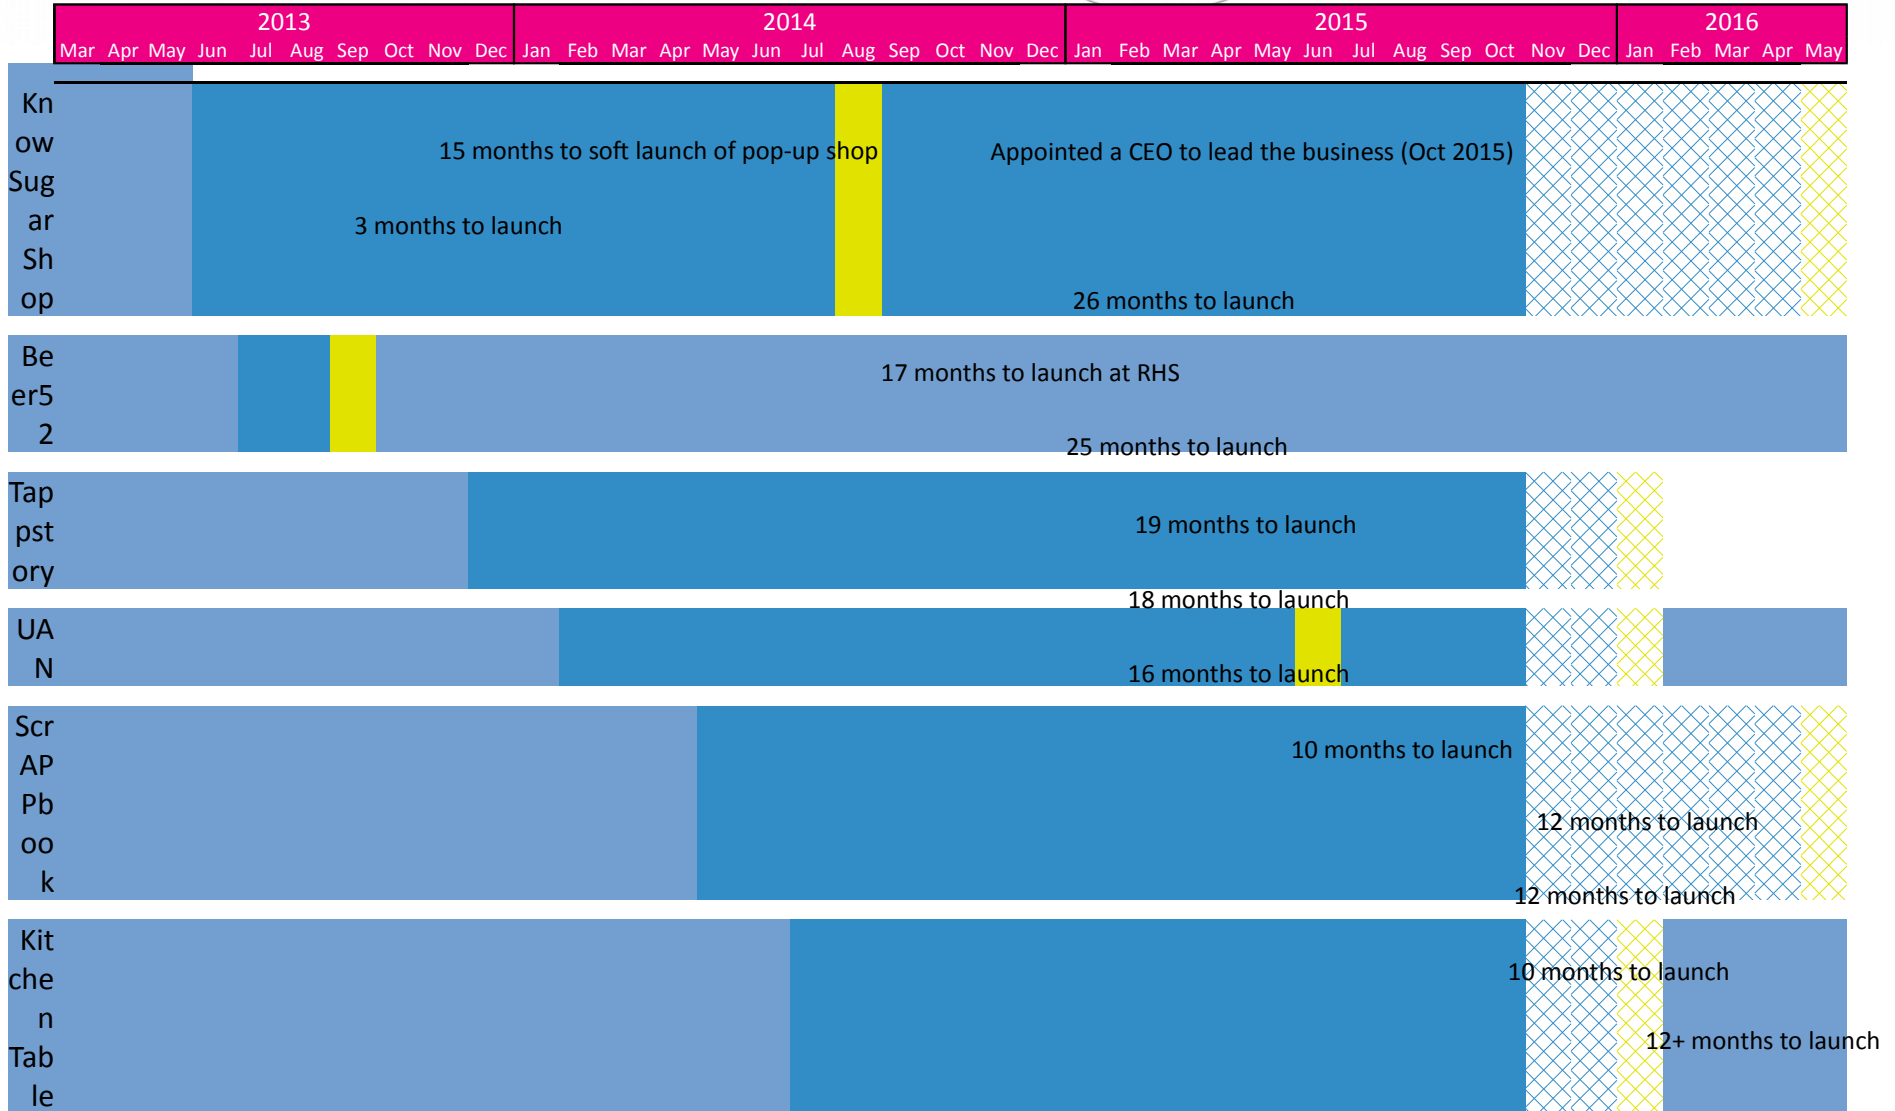 2013 2014 2015 2016
Mar Apr May Jun Jul Aug Sep Oct Nov Dec Jan Feb Mar Apr May Jun Jul Aug Sep Oct Nov Dec Jan Feb Mar Apr May Jun Jul Aug Sep Oct Nov Dec Jan Feb Mar Apr May
Kn
ow
Sug
ar
Sh
op
15 months to soft launch of pop-up shop
Appointed a CEO to lead the business (Oct 2015)
3 months to launch
26 months to launch
Be
er5
2
17 months to launch at RHS
25 months to launch
Tap
pst
ory
19 months to launch
18 months to launch
UA
N
16 months to launch
Scr
AP
Pb
oo
k
10 months to launch
12 months to launch
12 months to launch
Kit
che
n
Tab
le
10 months to launch
12+ months to launch